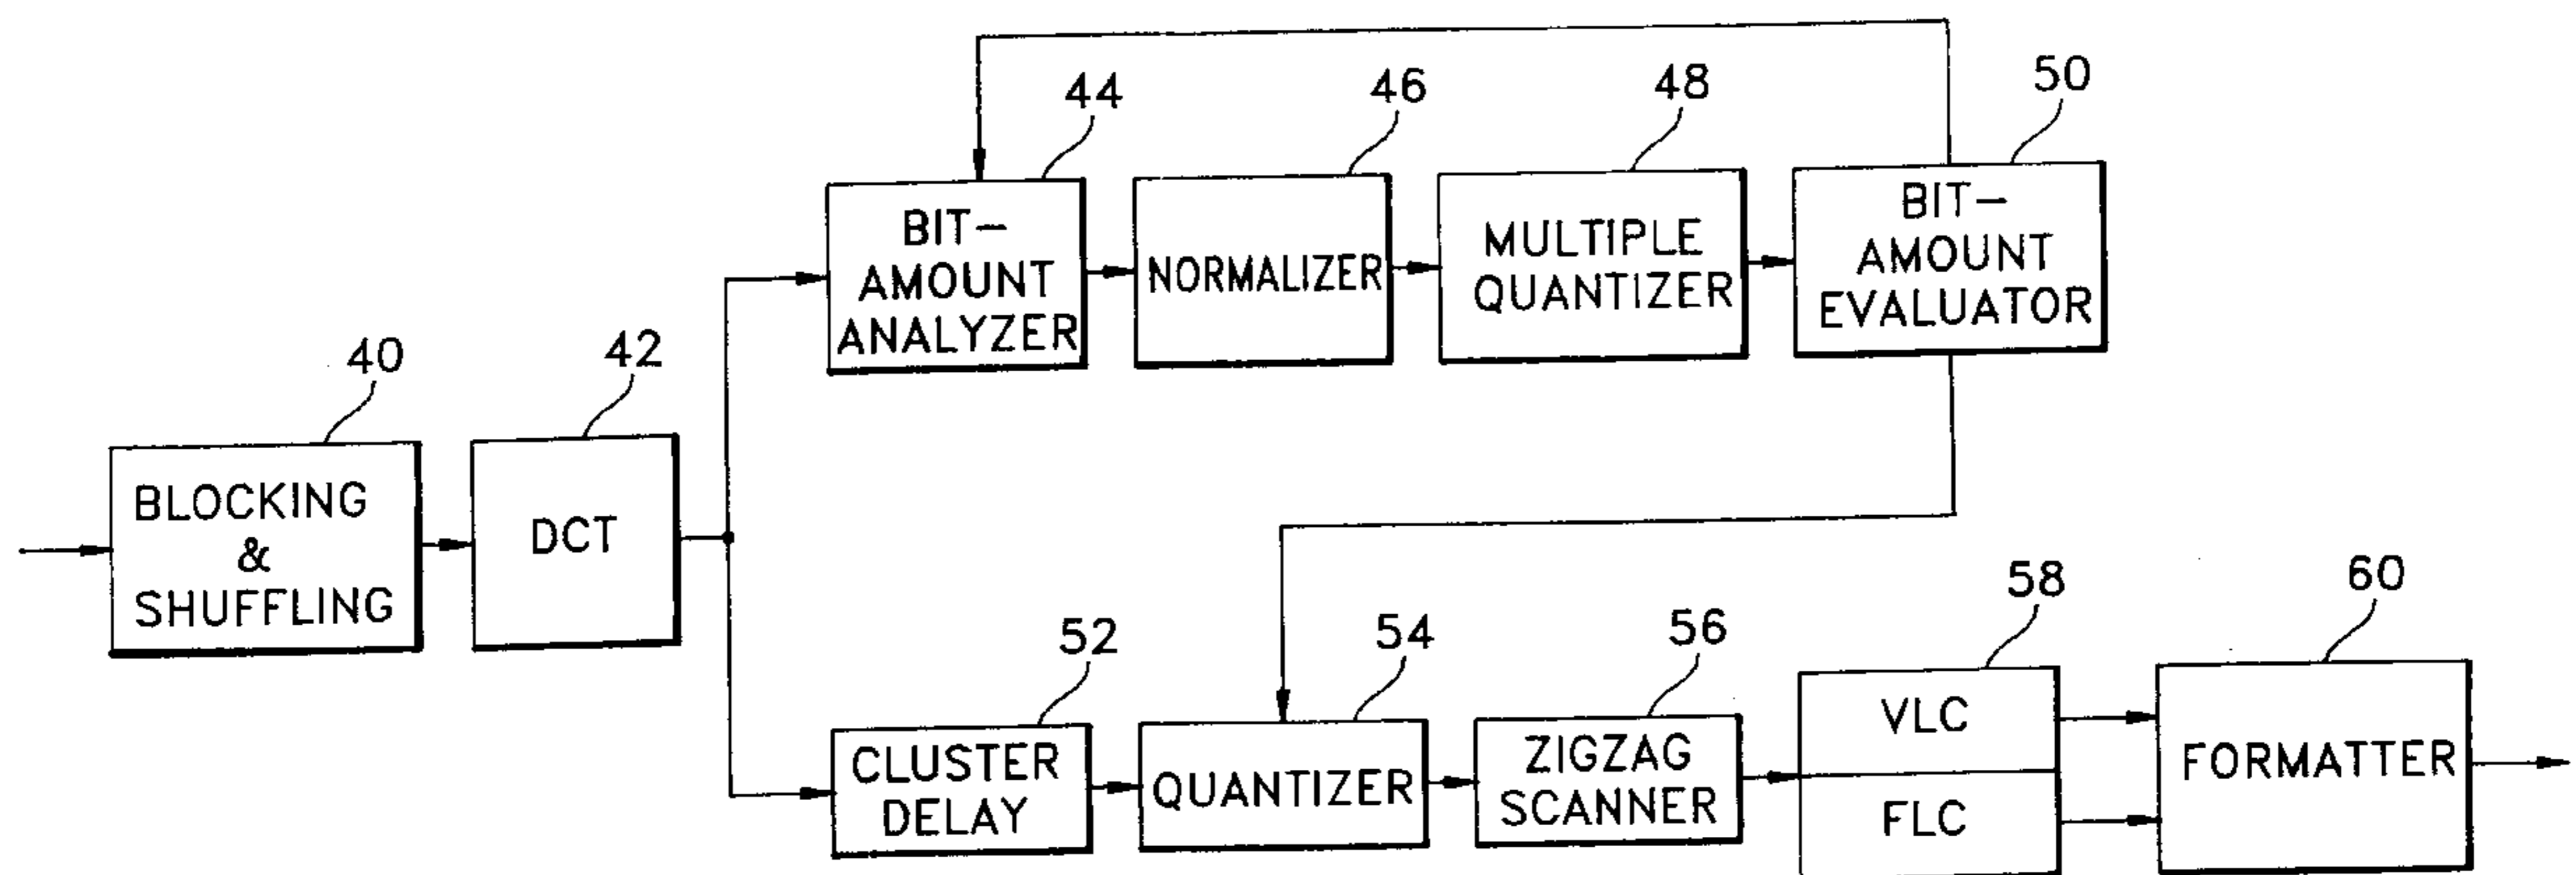 50
48
46
44
BIT-
AMOUNT
ANALYZER
NORMALIZER
MULTIPLE
QUANTIZER
BIT-
AMOUNT
EVALUATOR
40
42
BLOCKING
&
SHUFFLING
DCT
52
54
56
58
60
CLUSTER
DELAY
QUANTIZER
ZIGZAG
SCANNER
VLC
FLC
FORMATTER